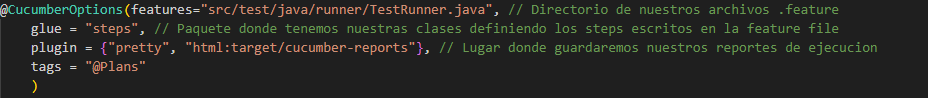 @CucumberOptions(features="src/test/java/runner/TestRunner.java", // Directorio de nuestros archivos .feature
glue = "steps", // Paquete donde tenemos nuestras clases definiendo los steps escritos en la feature file
plugin = {"pretty", "html:target/cucumber-reports"}, // Lugar donde guardaremos nuestros reportes de ejecucion
tags = "@Plans"
)